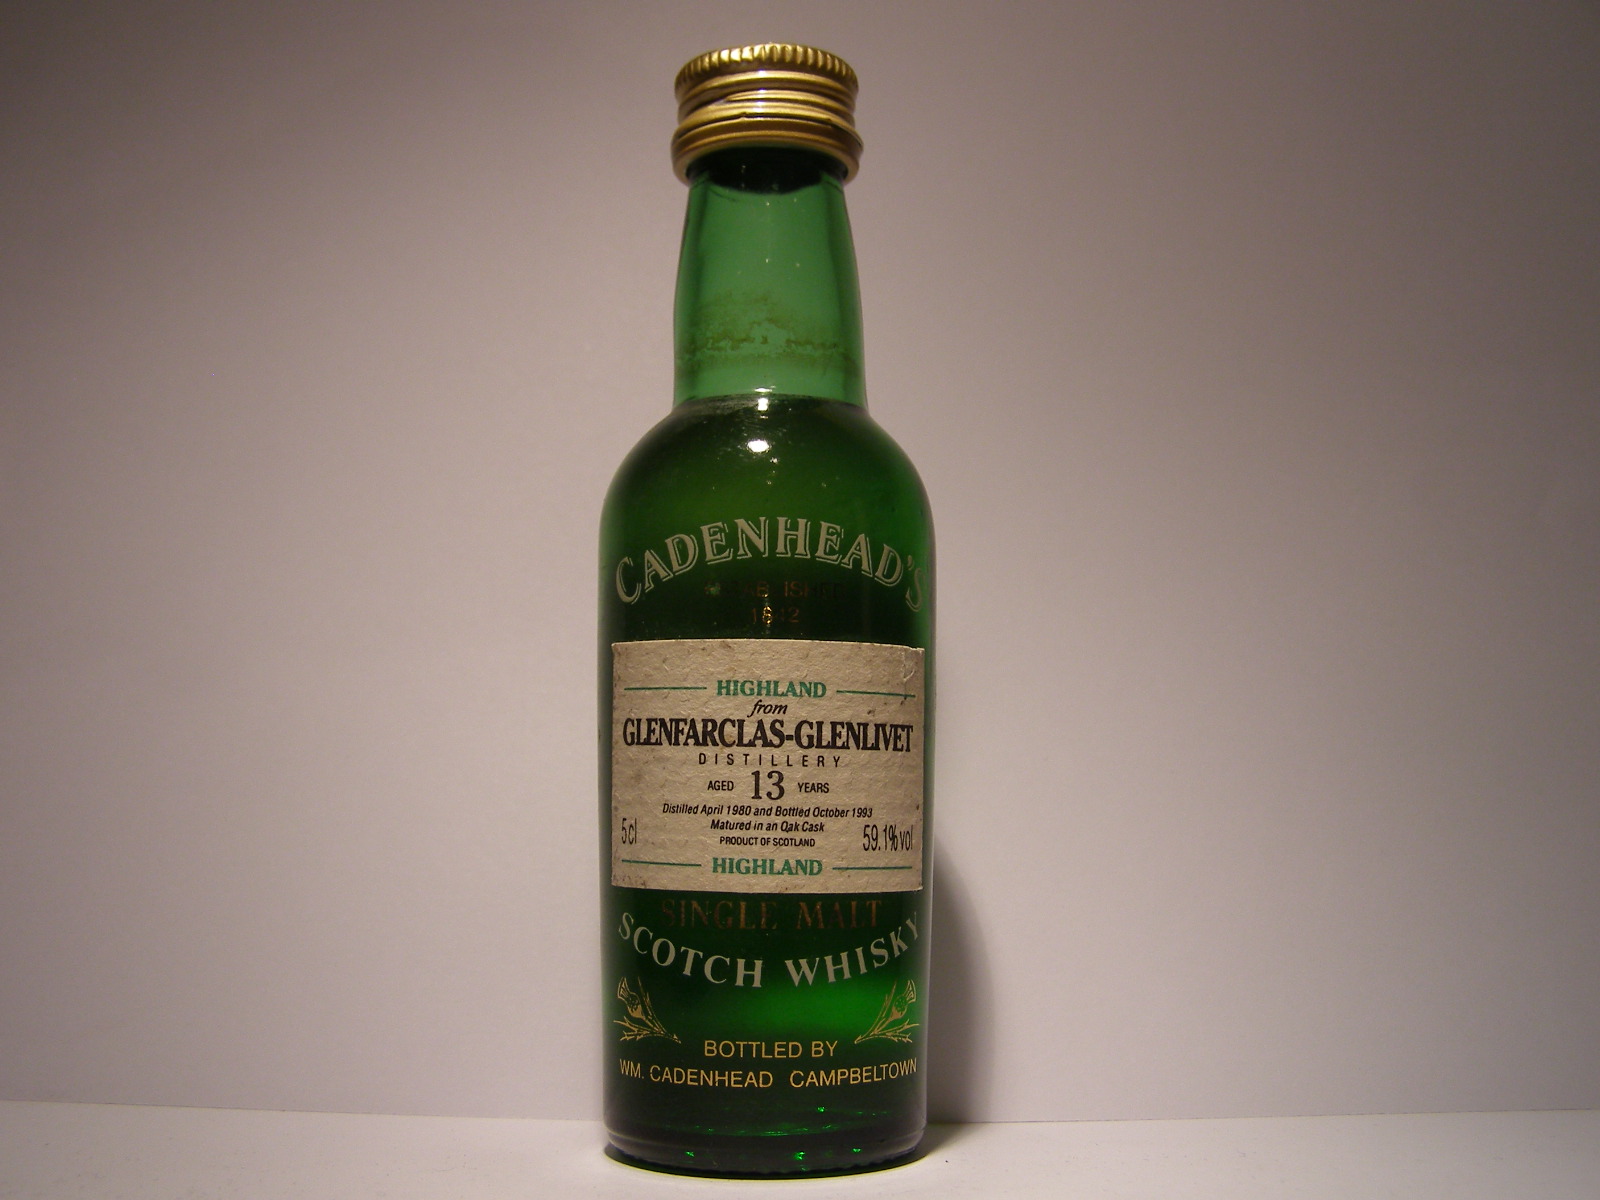 CADENHEAD'S
HIGHLAND
from
GLENFARCLAS-GLENLIVET
DISTILLERY
AGED 13 YEARS
Distilled April 1980 and Bottled October 1993
Matured in an Oak Cask
5cl 59.1% vol
PRODUCT OF SCOTLAND
HIGHLAND
SINGLE MALT
SCOTCH WHISKY
BOTTLED BY
WM. CADENHEAD CAMPBELTOWN